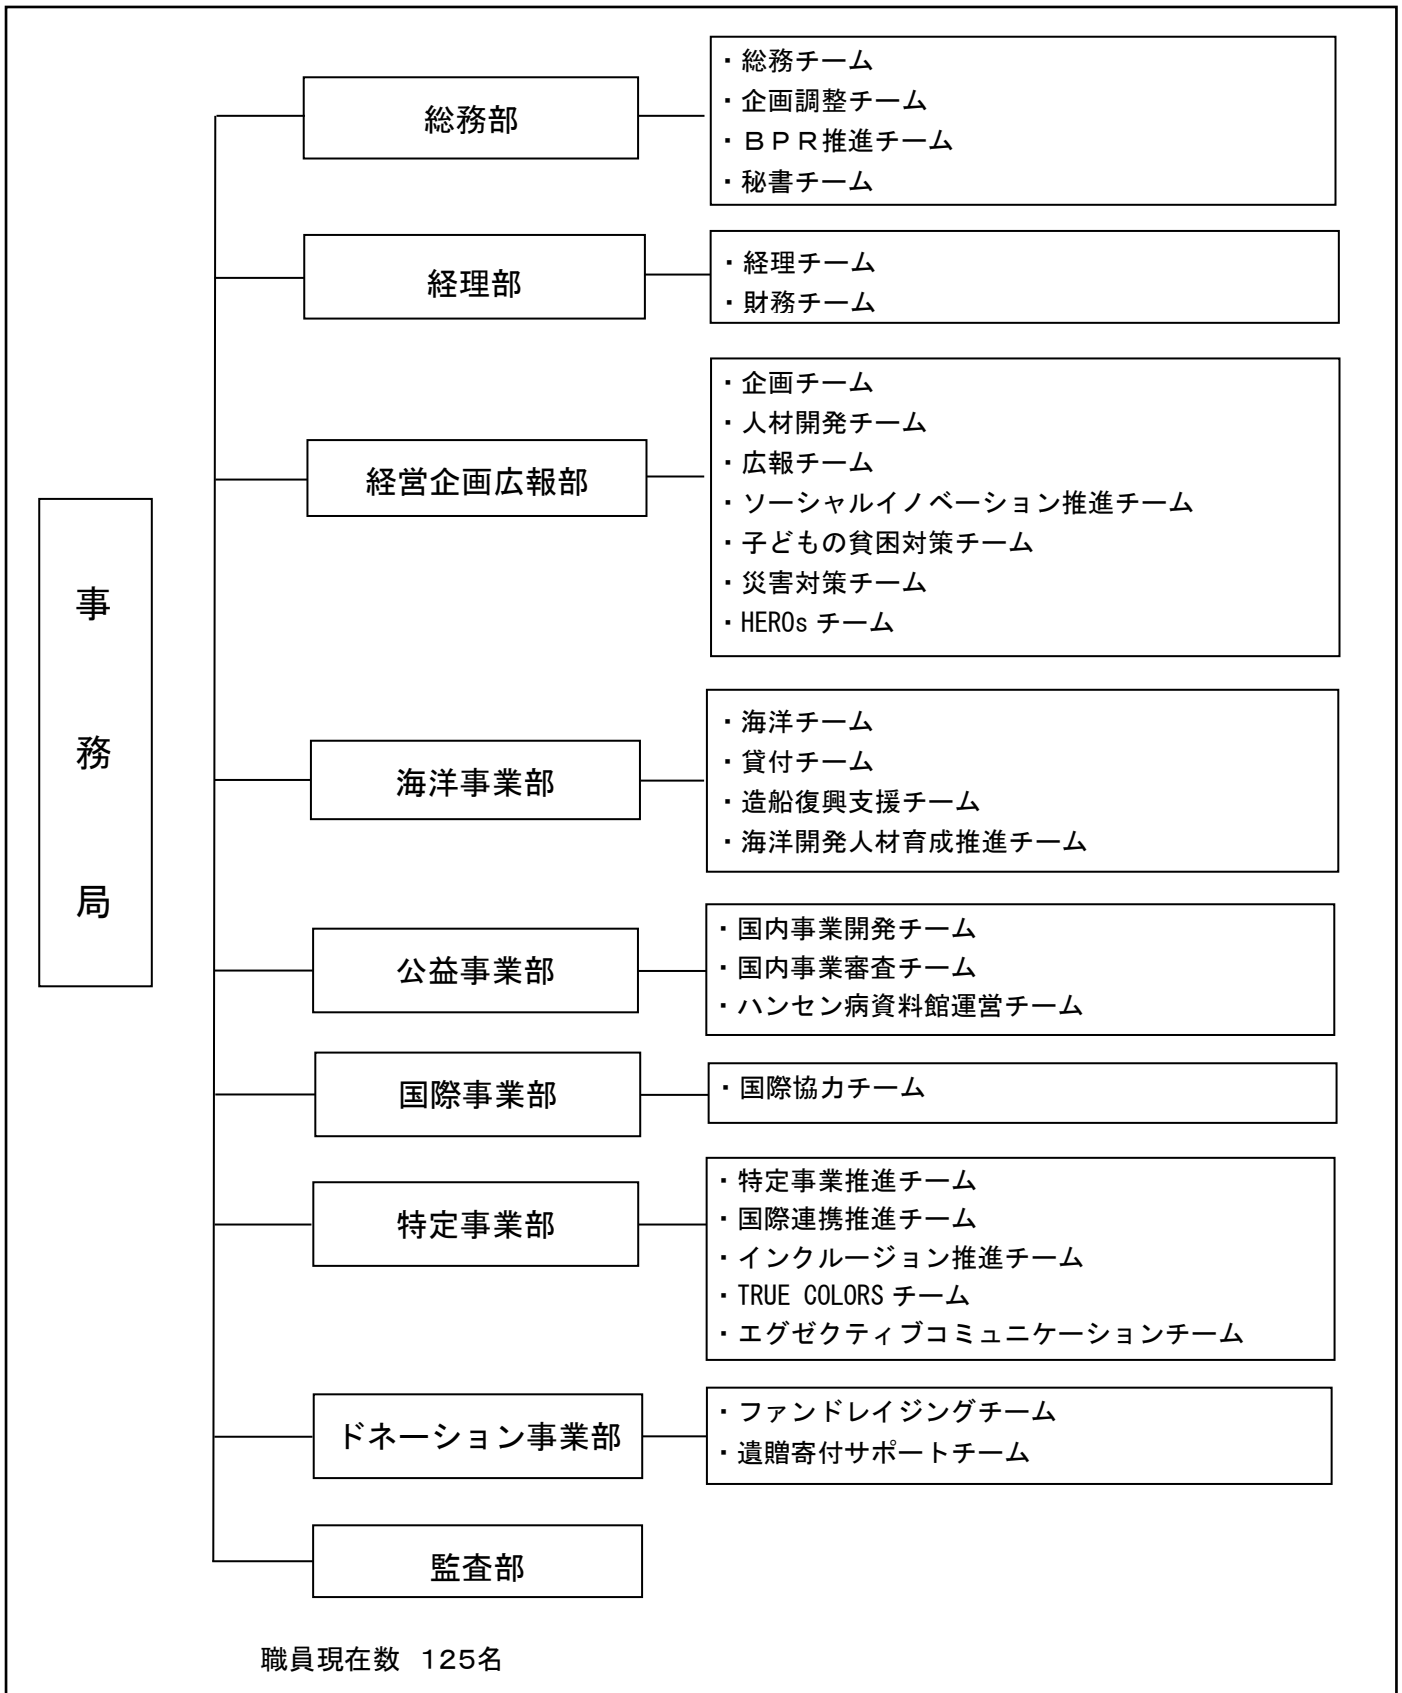 総務部
・総務チーム
・企画調整チーム
・ＢＰＲ推進チーム
・秘書チーム
経理部
・経理チーム
・財務チーム
経営企画広報部
・企画チーム
・人材開発チーム
・広報チーム
・ソーシャルイノベーション推進チーム
・子どもの貧困対策チーム
・災害対策チーム
・HEROs チーム
事
務
局
海洋事業部
・海洋チーム
・貸付チーム
・造船復興支援チーム
・海洋開発人材育成推進チーム
公益事業部
・国内事業開発チーム
・国内事業審査チーム
・ハンセン病資料館運営チーム
国際事業部
・国際協力チーム
特定事業部
・特定事業推進チーム
・国際連携推進チーム
・インクルージョン推進チーム
・TRUE COLORS チーム
・エグゼクティブコミュニケーションチーム
ドネーション事業部
・ファンドレイジングチーム
・遺贈寄付サポートチーム
監査部
職員現在数　１２５名